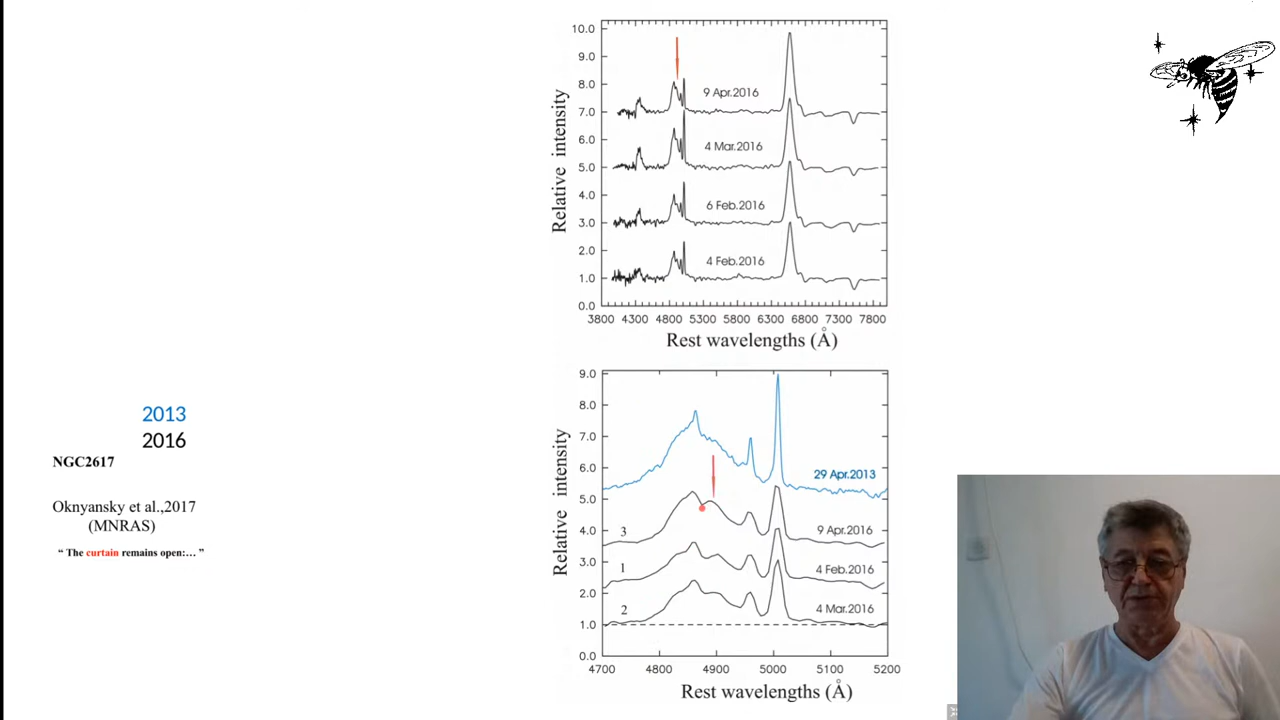 10.0
9.0
8.0
7.0
6.0
5.0
4.0
3.0
2.0
1.0
0.0
Relative intensity
9 Apr.2016
4 Mar.2016
6 Feb.2016
4 Feb.2016
3800 4300 4800 5300 5800 6300 6800 7300 7800
Rest wavelengths (Å)
2013
2016
NGC2617
Oknyansky et al.,2017
(MNRAS)
“ The curtain remains open:… ”
9.0
8.0
7.0
6.0
5.0
4.0
3.0
2.0
1.0
0.0
Relative intensity
29 Apr.2013
3 9 Apr.2016
1 4 Feb.2016
2 4 Mar.2016
4700 4800 4900 5000 5100 5200
Rest wavelengths (Å)